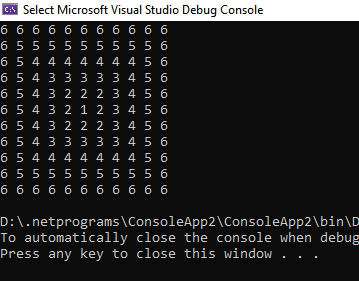 Select Microsoft Visual Studio Debug Console
6 6 6 6 6 6 6 6 6 6 6
6 5 5 5 5 5 5 5 5 5 6
6 5 4 4 4 4 4 4 4 5 6
6 5 4 3 3 3 3 3 4 5 6
6 5 4 3 2 2 2 3 4 5 6
6 5 4 3 2 1 2 3 4 5 6
6 5 4 3 2 2 2 3 4 5 6
6 5 4 3 3 3 3 3 4 5 6
6 5 4 4 4 4 4 4 4 5 6
6 5 5 5 5 5 5 5 5 5 6
6 6 6 6 6 6 6 6 6 6 6
D:\.netprograms\ConsoleApp2\ConsoleApp2\bin\D
To automatically close the console when debug
Press any key to close this window . . .